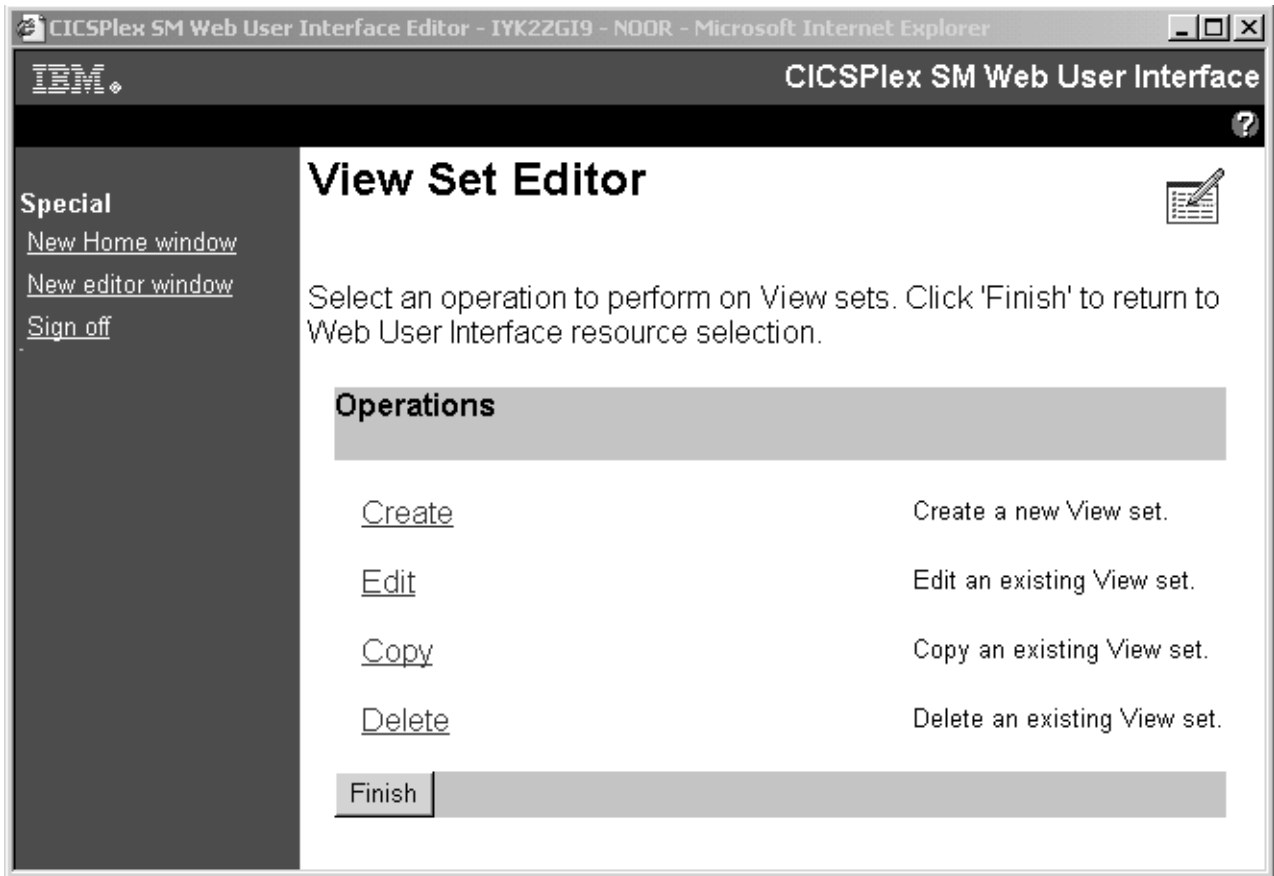 CICSPlex SM Web User Interface Editor - IYK2ZGI9 - NOOR - Microsoft Internet Explorer
IBM
CICSPlex SM Web User Interface
?
Special
New Home window
New editor window
Sign off
View Set Editor
Select an operation to perform on View sets. Click 'Finish' to return to
Web User Interface resource selection.
Operations
Create Create a new View set.
Edit Edit an existing View set.
Copy Copy an existing View set.
Delete Delete an existing View set.
Finish